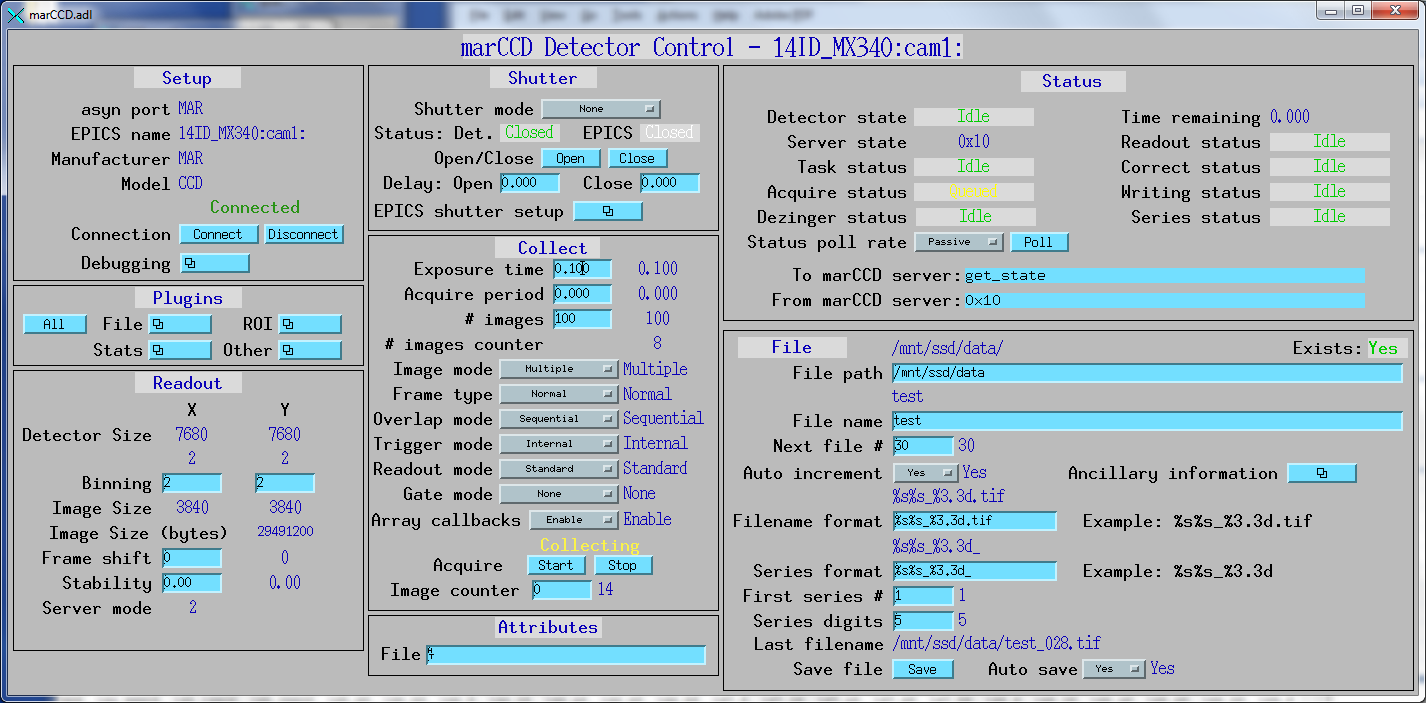 marCCD.adl
marCCD Detector Control - 14ID_MX340:cam1:
Setup
asyn port MAR
EPICS name 14ID_MX340:cam1:
Manufacturer MAR
Model CCD
Connected
Connection Connect Disconnect
Debugging
Plugins
All File ROI
Stats Other
Readout
X Y
Detector Size 7680 7680
2 2
Binning 2 2
Image Size 3840 3840
Image Size (bytes) 29491200
Frame shift 0 0
Stability 0.00 0.00
Server mode 2
Shutter
Shutter mode None
Status: Det. Closed EPICS Closed
Open/Close Open Close
Delay: Open 0.000 Close 0.000
EPICS shutter setup
Collect
Exposure time 0.100 0.100
Acquire period 0.000 0.000
# images 100 100
# images counter 8
Image mode Multiple Multiple
Frame type Normal Normal
Overlap mode Sequential Sequential
Trigger mode Internal Internal
Readout mode Standard Standard
Gate mode None None
Array callbacks Enable Enable
Collecting
Acquire Start Stop
Image counter 0 14
Attributes
File
Status
Detector state Idle Time remaining 0.000
Server state 0x10 Readout status Idle
Task status Idle Correct status Idle
Acquire status Queued Writing status Idle
Dezinger status Idle Series status Idle
Status poll rate Passive Poll
To marCCD server: get_state
From marCCD server: 0x10
File /mnt/ssd/data/ Exists: Yes
File path /mnt/ssd/data
test
File name test
Next file # 30 30
Auto increment Yes Yes Ancillary information
%s%s_%3.3d.tif
Filename format %s%s_%3.3d.tif Example: %s%s_%3.3d.tif
%s%s_%3.3d_
Series format %s%s_%3.3d_ Example: %s%s_%3.3d
First series # 1 1
Series digits 5 5
Last filename /mnt/ssd/data/test_028.tif
Save file Save Auto save Yes Yes